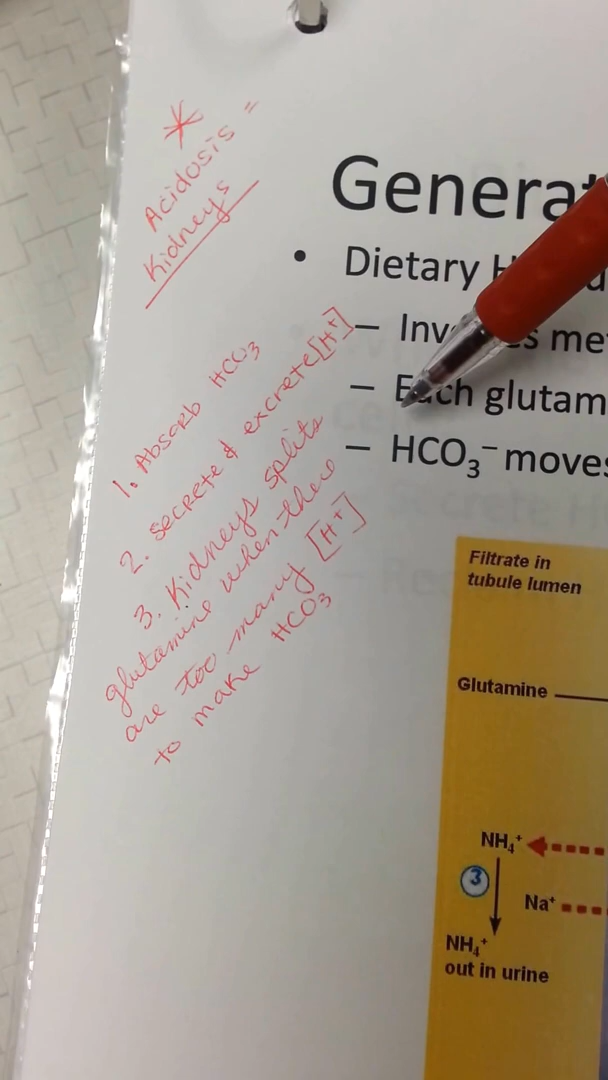 * Acidosis =
Kidneys
1. Absorb HCO3
2. secrete & excrete [H+]
3. Kidneys splits
glutamine when there
are too many [H+]
to make HCO3
Genera
• Dietary H
– Inv es me
– Each glutam
– HCO3⁻ moves
Filtrate in
tubule lumen
Glutamine
NH4+
3
Na+
NH4+
out in urine